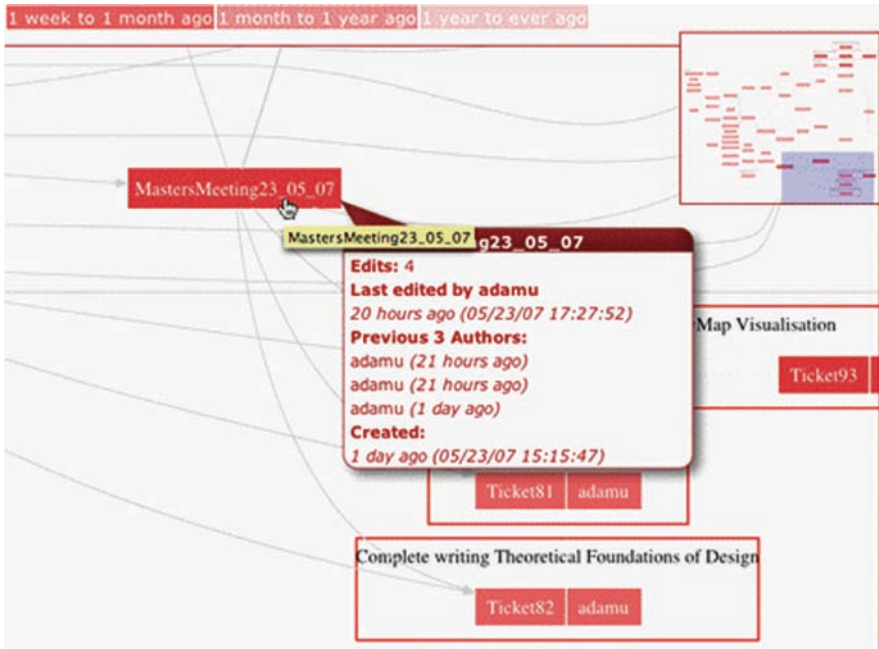 1 week to 1 month ago 1 month to 1 year ago 1 year to ever ago
MastersMeeting23_05_07
MastersMeeting23_05_07 g23_05_07
Edits: 4
Last edited by adamu
20 hours ago (05/23/07 17:27:52)
Previous 3 Authors:
adamu (21 hours ago)
adamu (21 hours ago)
adamu (1 day ago)
Created:
1 day ago (05/23/07 15:15:47)
Map Visualisation
Ticket93
Ticket81 adamu
Complete writing Theoretical Foundations of Design
Ticket82 adamu